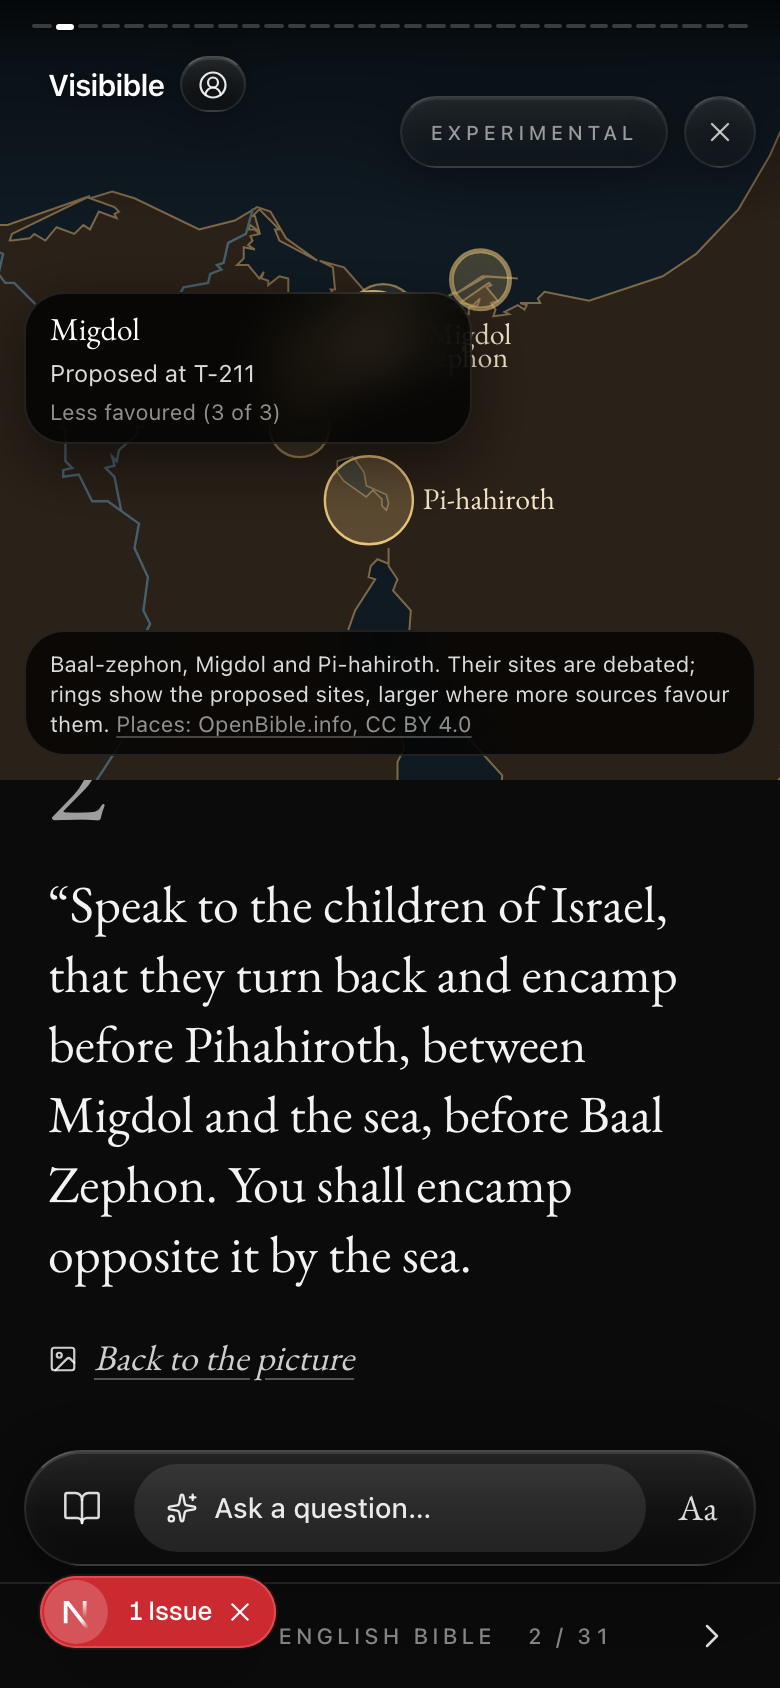 Visibible
EXPERIMENTAL
Migdol
Proposed at T-211
Less favoured (3 of 3)
Migdol
Pi-hahiroth
Baal-zephon, Migdol and Pi-hahiroth. Their sites are debated;
rings show the proposed sites, larger where more sources favour
them. Places: OpenBible.info, CC BY 4.0
2
“Speak to the children of Israel,
that they turn back and encamp
before Pihahiroth, between
Migdol and the sea, before Baal
Zephon. You shall encamp
opposite it by the sea.
Back to the picture
Ask a question...
Aa
N 1 Issue
ENGLISH BIBLE 2 / 31